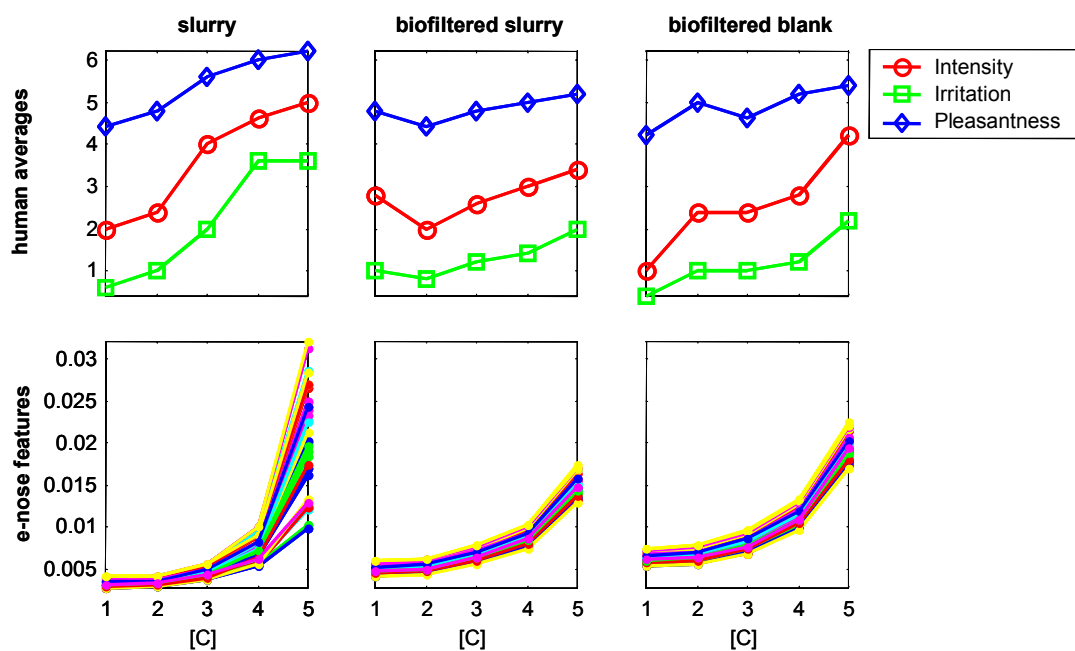 slurry
biofiltered slurry
biofiltered blank
human averages
6
5
4
3
2
1
Intensity
Irritation
Pleasantness
e-nose features
0.03
0.025
0.02
0.015
0.01
0.005
1 2 3 4 5
1 2 3 4 5
1 2 3 4 5
[C]
[C]
[C]